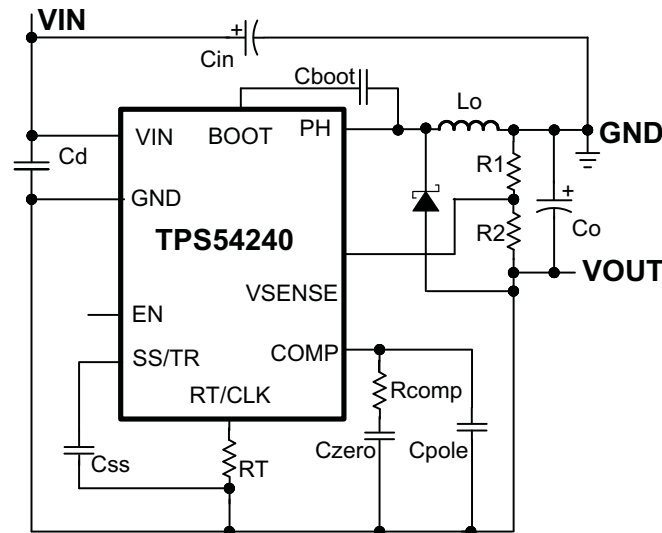 VIN
+
Cin
Cboot
Lo
VIN
BOOT
PH
GND
Cd
R1
GND
+
TPS54240
R2
Co
VSENSE
VOUT
EN
COMP
SS/TR
RT/CLK
Rcomp
Css
RT
Czero
Cpole